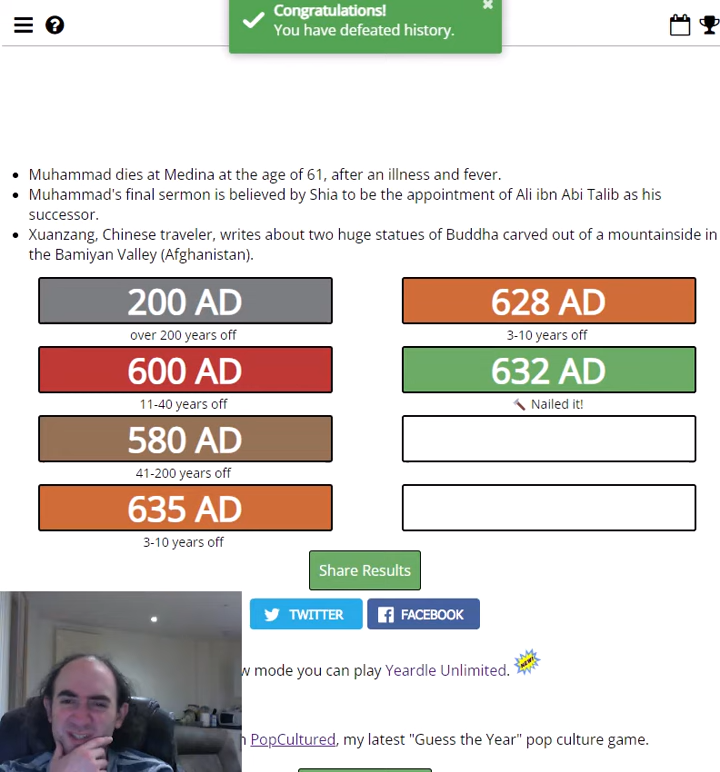 Congratulations!
You have defeated history.
Muhammad dies at Medina at the age of 61, after an illness and fever.
Muhammad's final sermon is believed by Shia to be the appointment of Ali ibn Abi Talib as his
successor.
Xuanzang, Chinese traveler, writes about two huge statues of Buddha carved out of a mountainside in
the Bamiyan Valley (Afghanistan).
200 AD
over 200 years off
600 AD
11-40 years off
580 AD
41-200 years off
635 AD
3-10 years off
628 AD
3-10 years off
632 AD
Nailed it!
Share Results
TWITTER
FACEBOOK
mode you can play Yeardle Unlimited.
NEW!
PopCultured, my latest "Guess the Year" pop culture game.